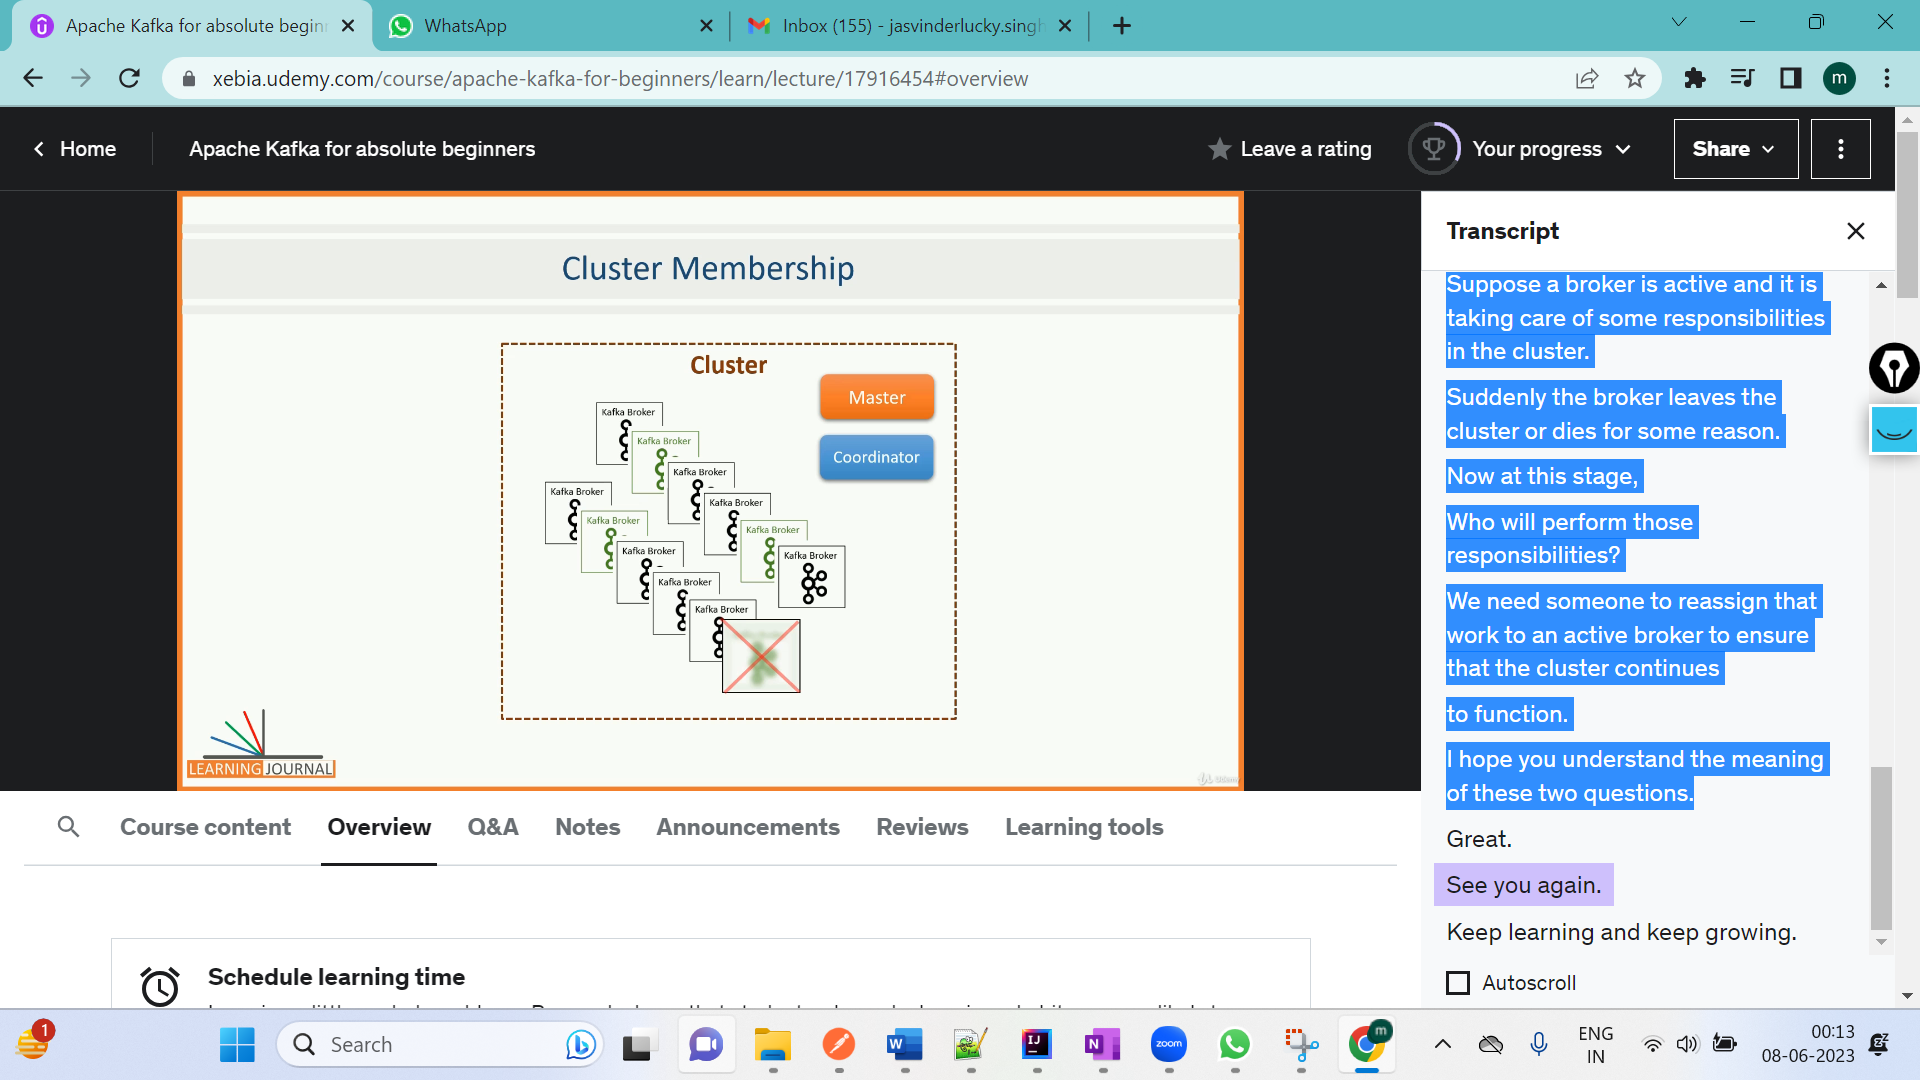 Apache Kafka for absolute begin
WhatsApp
Inbox (155) - jasvinderlucky.singh
xebia.udemy.com/course/apache-kafka-for-beginners/learn/lecture/17916454#overview
m
Home
Apache Kafka for absolute beginners
Leave a rating
Your progress
Share
Cluster Membership
Cluster
Master
Coordinator
Kafka Broker
Kafka Broker
Kafka Broker
Kafka Broker
Kafka Broker
Kafka Broker
Kafka Broker
Kafka Broker
Kafka Broker
Kafka Broker
Kafka Broker
LEARNING JOURNAL
Transcript
Suppose a broker is active and it is
taking care of some responsibilities
in the cluster.
Suddenly the broker leaves the
cluster or dies for some reason.
Now at this stage,
Who will perform those
responsibilities?
We need someone to reassign that
work to an active broker to ensure
that the cluster continues
to function.
I hope you understand the meaning
of these two questions.
Great.
See you again.
Keep learning and keep growing.
Autoscroll
Course content
Overview
Q&A
Notes
Announcements
Reviews
Learning tools
Schedule learning time
1
Search
W
IJ
N
zoom
m
ENG
IN
00:13
08-06-2023